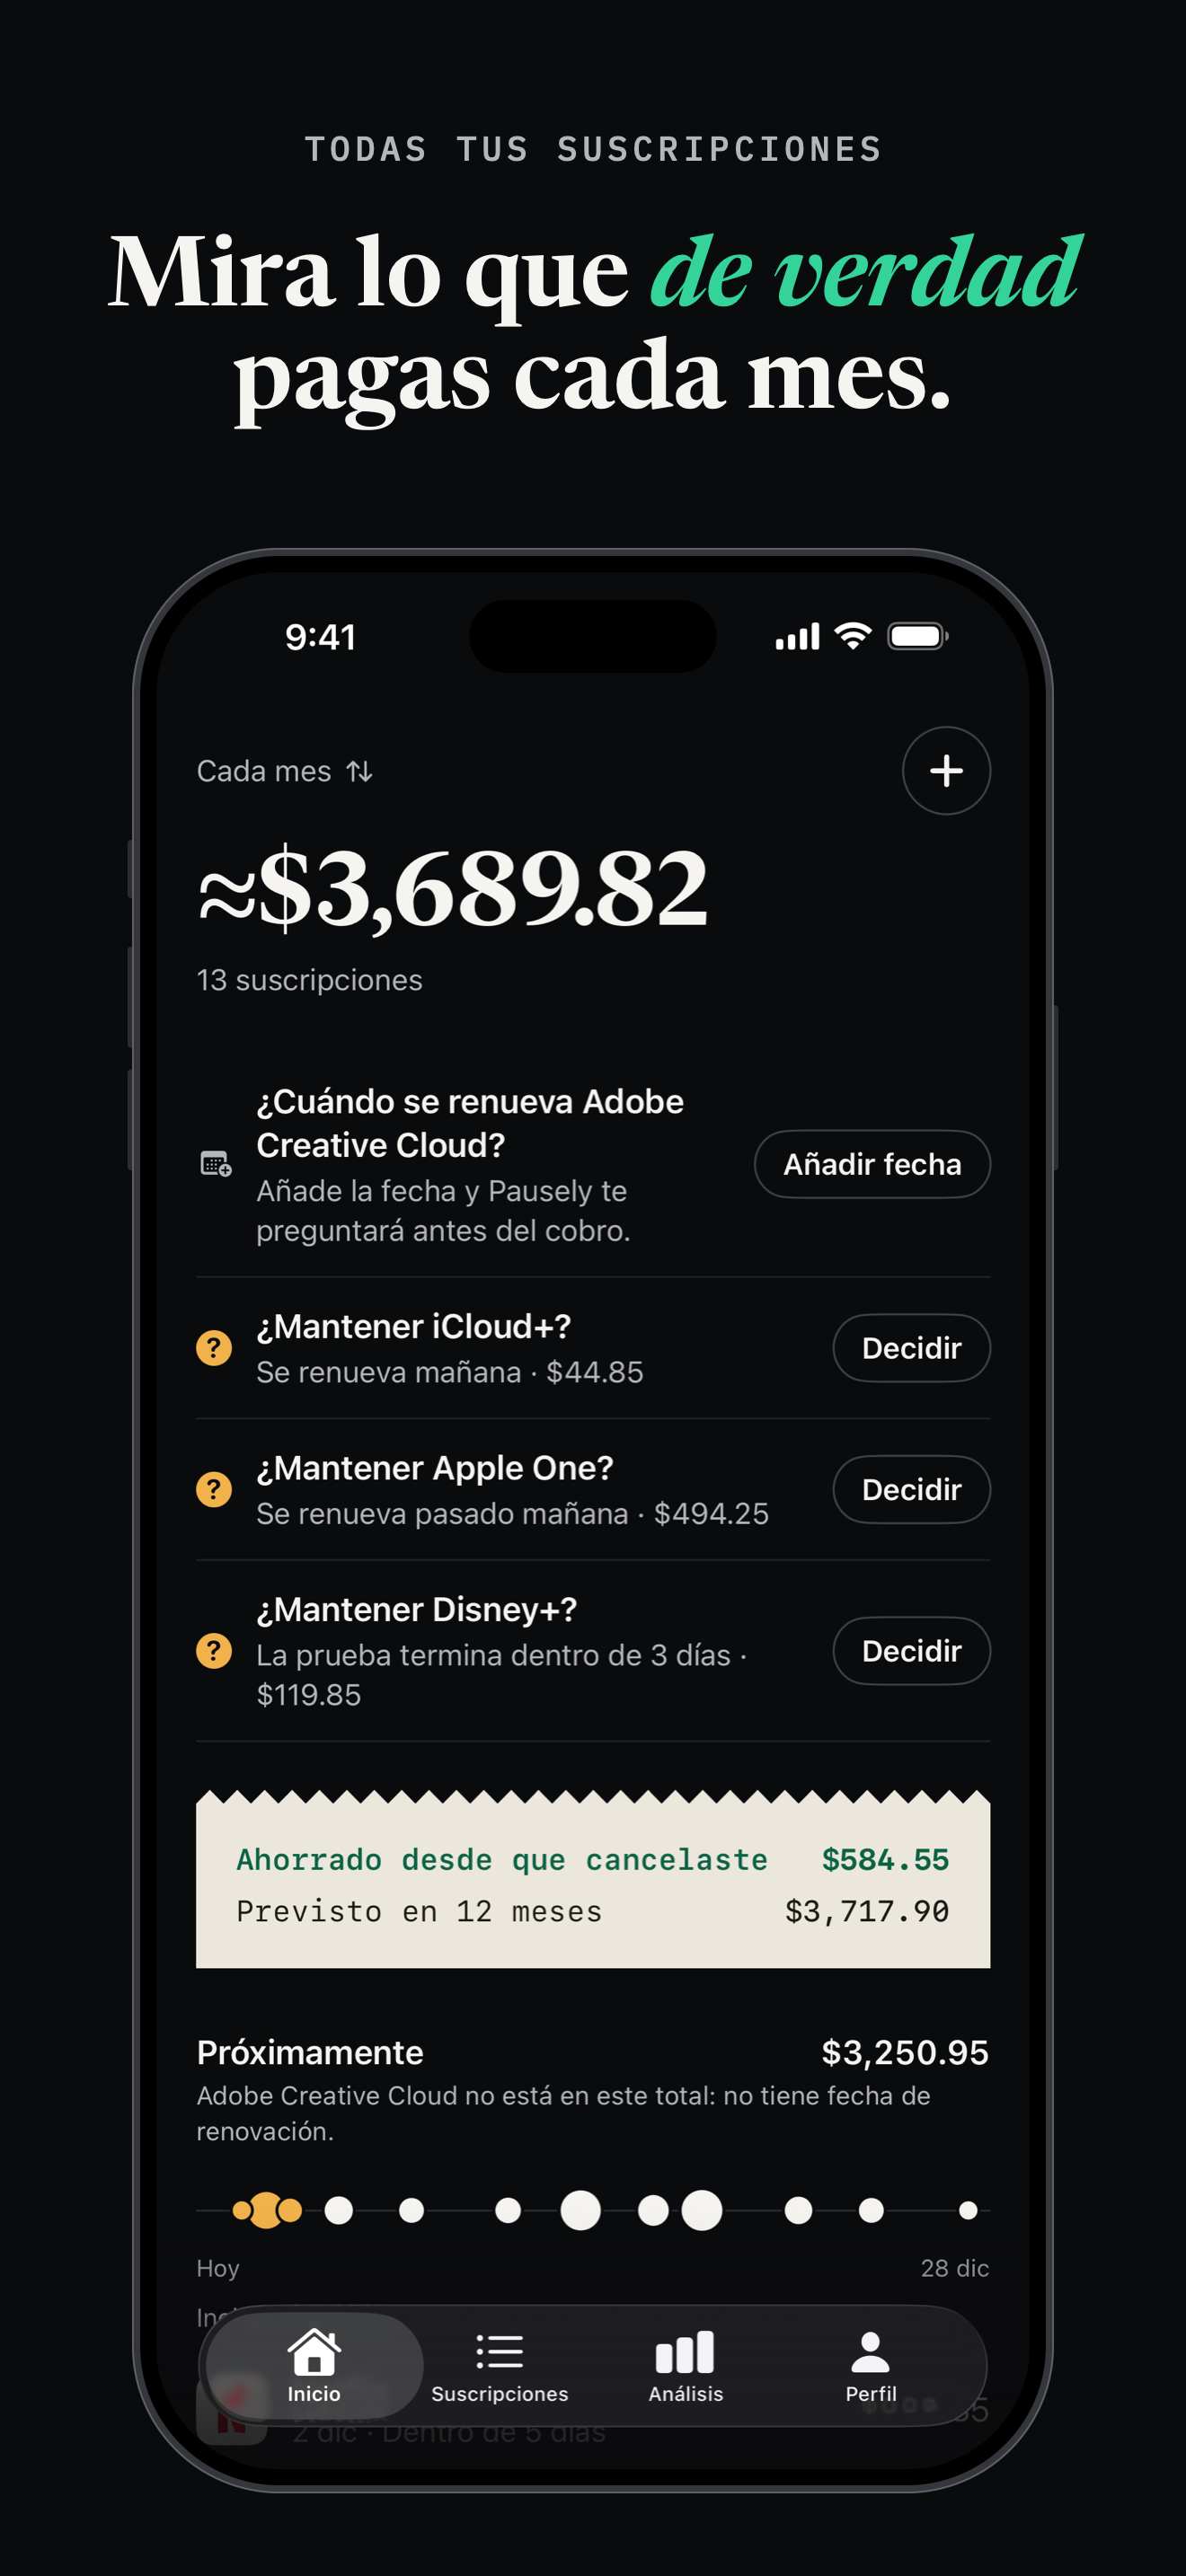 TODAS TUS SUSCRIPCIONES
Mira lo que de verdad
pagas cada mes.
9:41
Cada mes
≈$3,689.82
13 suscripciones
¿Cuándo se renueva Adobe
Creative Cloud?
Añade la fecha y Pausely te
preguntará antes del cobro.
Añadir fecha
¿Mantener iCloud+?
Se renueva mañana · $44.85
Decidir
¿Mantener Apple One?
Se renueva pasado mañana · $494.25
Decidir
¿Mantener Disney+?
La prueba termina dentro de 3 días ·
$119.85
Decidir
Ahorrado desde que cancelaste $584.55
Previsto en 12 meses $3,717.90
Próximamente $3,250.95
Adobe Creative Cloud no está en este total: no tiene fecha de
renovación.
Hoy 28 dic
Inicio Suscripciones Análisis Perfil
2 dic · Dentro de 5 días